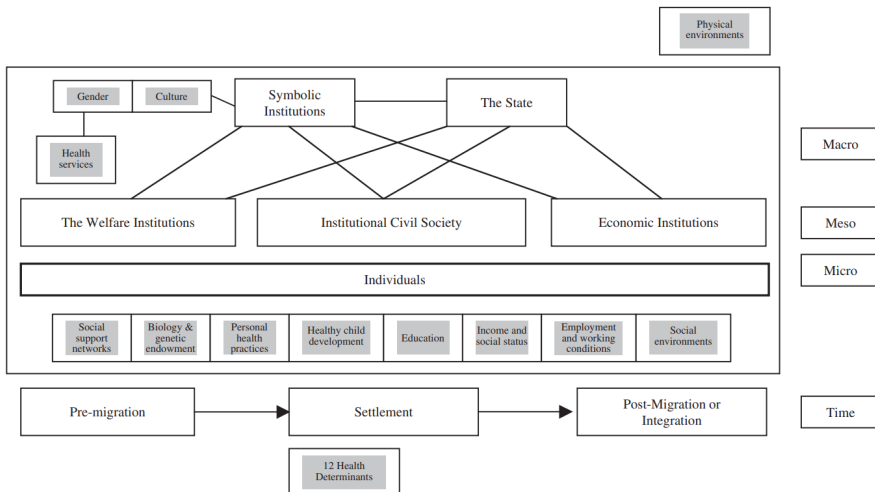 Physical
environments
Gender
Culture
Symbolic
Institutions
The State
Health
services
Macro
The Welfare Institutions
Institutional Civil Society
Economic Institutions
Meso
Individuals
Micro
Social
support
networks
Biology &
genetic
endowment
Personal
health
practices
Healthy child
development
Education
Income and
social status
Employment
and working
conditions
Social
environments
Pre-migration
Settlement
Post-Migration or
Integration
Time
12 Health
Determinants